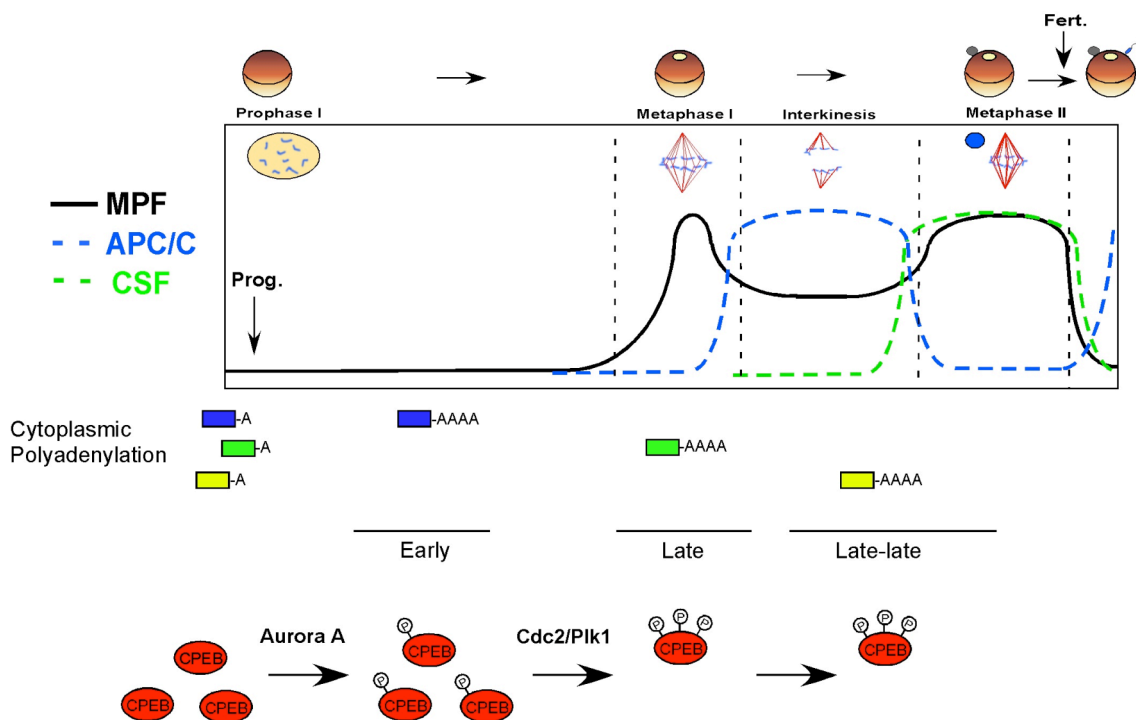 Fert.
Prophase I
Metaphase I
Interkinesis
Metaphase II
MPF
APC/C
CSF
Prog.
Cytoplasmic
Polyadenylation
-A
-AAAA
-A
-AAAA
-A
-AAAA
Early
Late
Late-late
Aurora A
Cdc2/Plk1
CPEB
CPEB
CPEB
P
CPEB
P
CPEB
P
CPEB
P P P
CPEB
P P P
CPEB